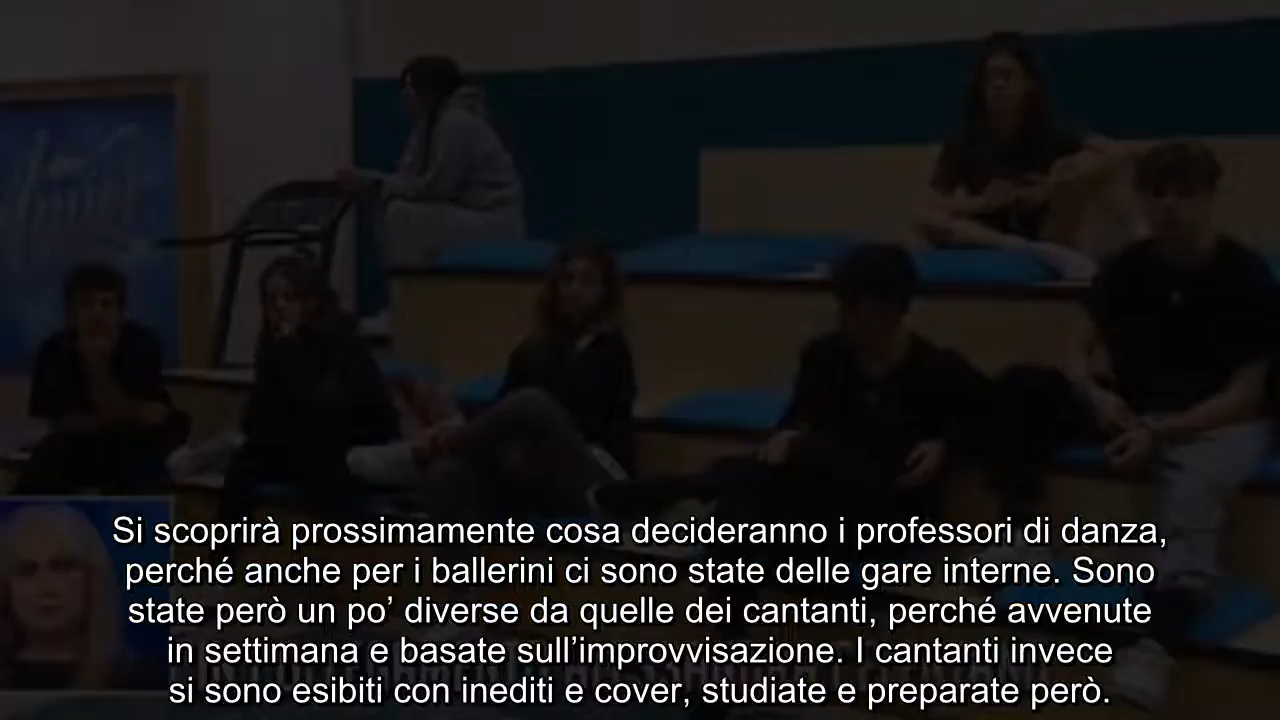 Si scoprirà prossimamente cosa decideranno i professori di danza,
perché anche per i ballerini ci sono state delle gare interne. Sono
state però un po’ diverse da quelle dei cantanti, perché avvenute
in settimana e basate sull’improvvisazione. I cantanti invece
si sono esibiti con inediti e cover, studiate e preparate però.